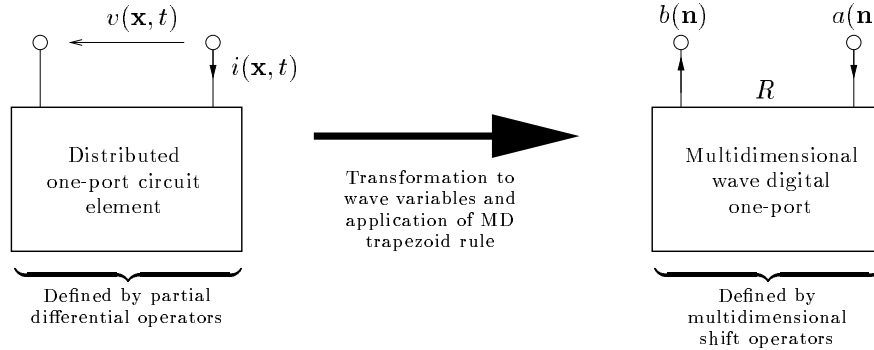 v(x, t)
i(x, t)
Distributed
one-port circuit
element
Defined by partial
differential operators
Transformation to
wave variables and
application of MD
trapezoid rule
b(n)
a(n
R
Multidimensional
wave digital
one-port
Defined by
multidimensional
shift operators